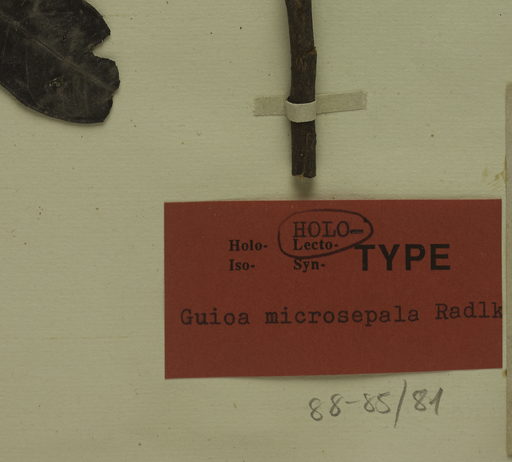 HOLO-
Holo- Lecto-
Iso- Syn- TYPE
Guioa microsepala Radlk
88-85/81